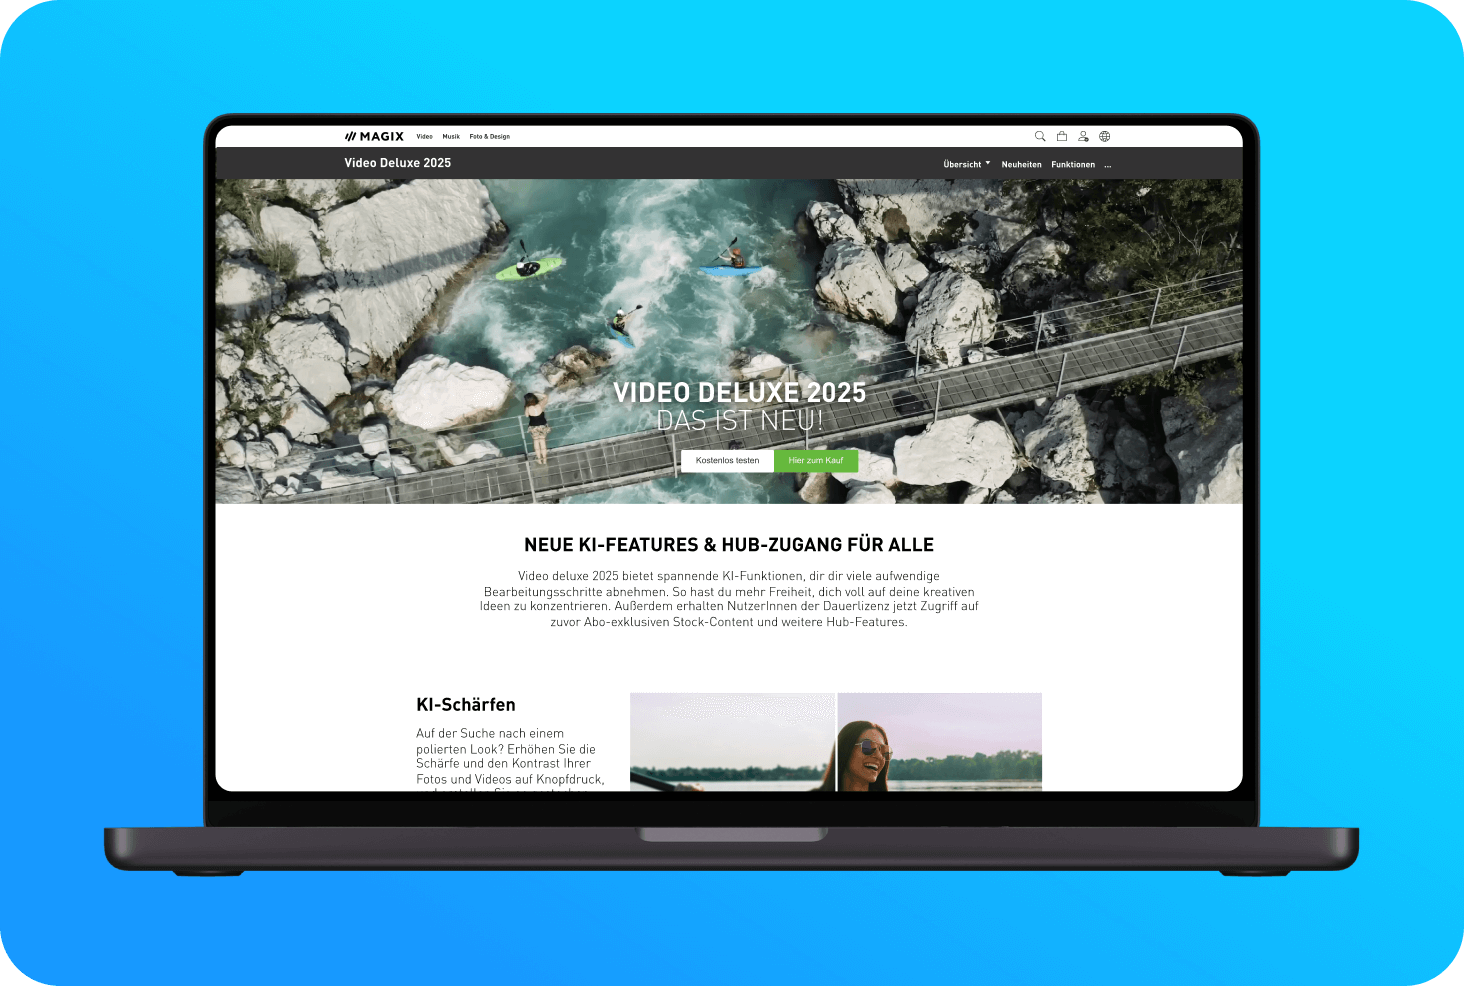 MAGIX Video Musik Foto & Design
Video Deluxe 2025 Übersicht Neuheiten Funktionen ...
VIDEO DELUXE 2025
DAS IST NEU!
Kostenlos testen Hier zum Kauf
NEUE KI-FEATURES & HUB-ZUGANG FÜR ALLE
Video deluxe 2025 bietet spannende KI-Funktionen, dir dir viele aufwendige
Bearbeitungsschritte abnehmen. So hast du mehr Freiheit, dich voll auf deine kreativen
Ideen zu konzentrieren. Außerdem erhalten NutzerInnen der Dauerlizenz jetzt Zugriff auf
zuvor Abo-exklusiven Stock-Content und weitere Hub-Features.
KI-Schärfen
Auf der Suche nach einem
polierten Look? Erhöhen Sie die
Schärfe und den Kontrast Ihrer
Fotos und Videos auf Knopfdruck,